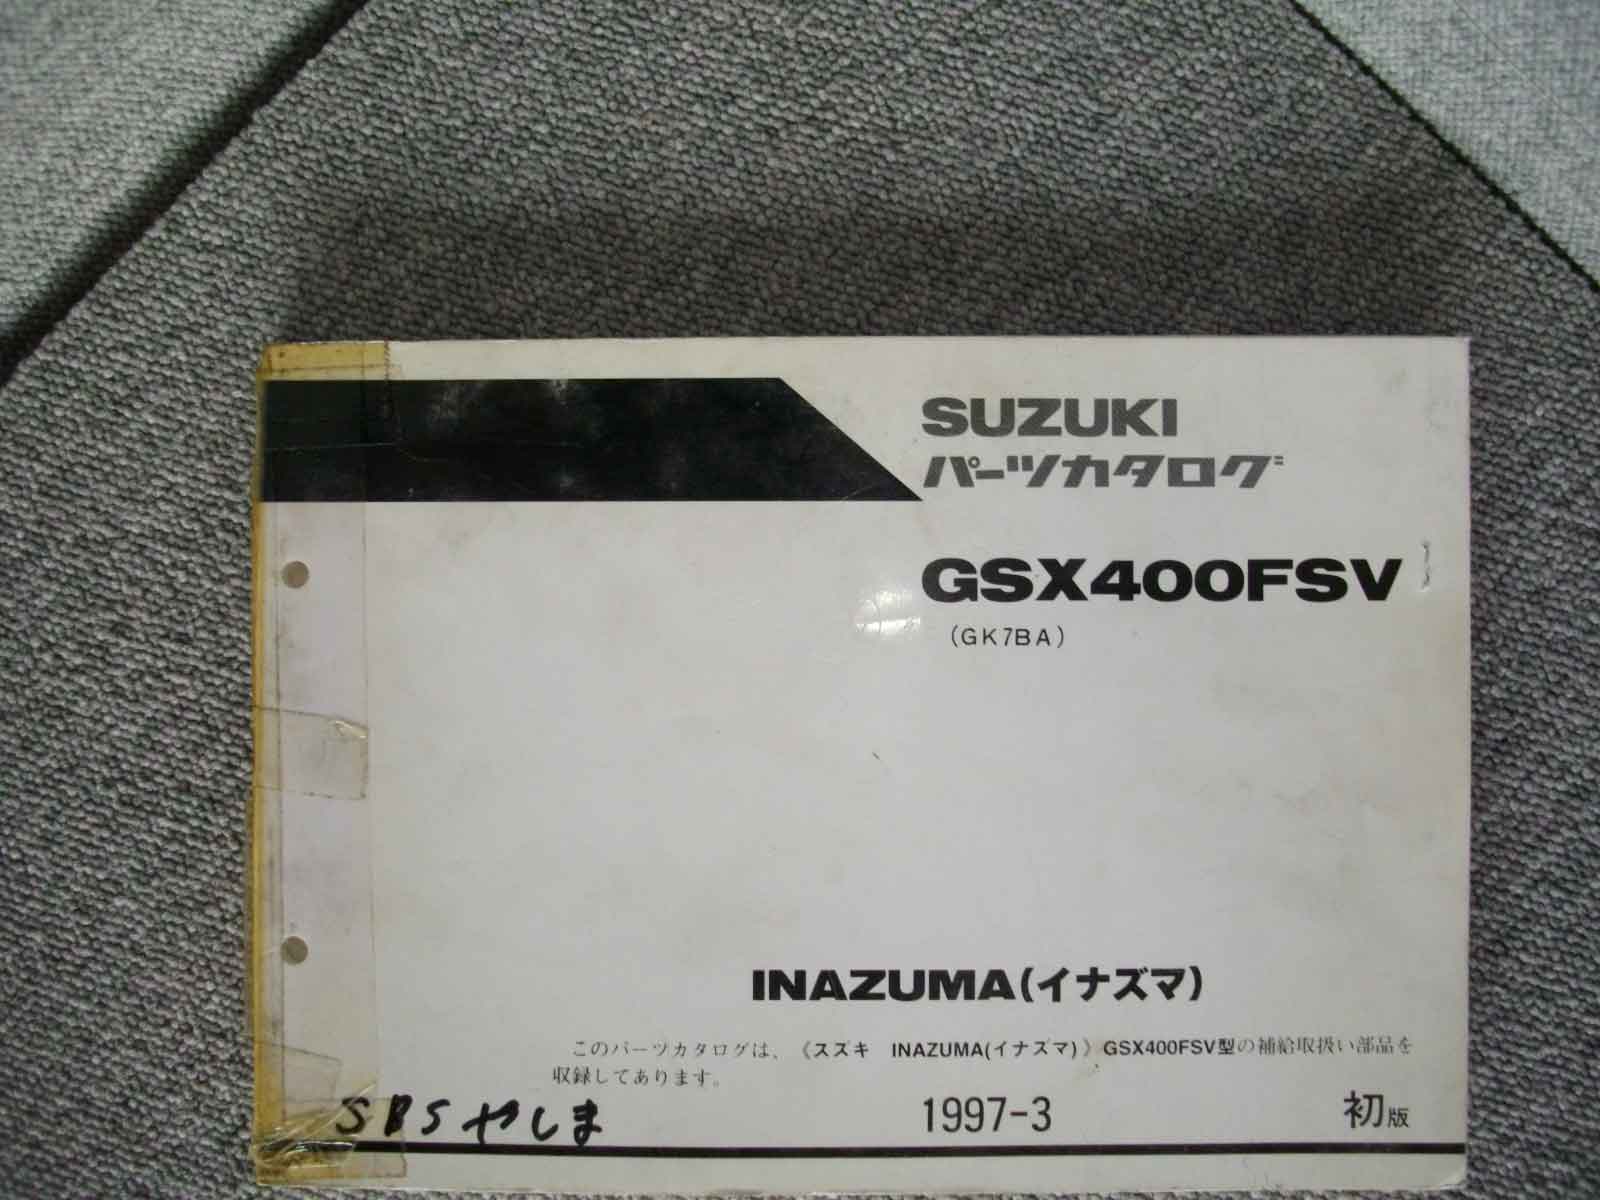 SUZUKI
パーツカタログ
GSX400FSV
(GK7BA)
INAZUMA(イナズマ)
このパーツカタログは、《スズキ INAZUMA(イナズマ)》GSX400FSV型の補給取扱い部品を
収録してあります。
SBSやしま 1997-3 初版